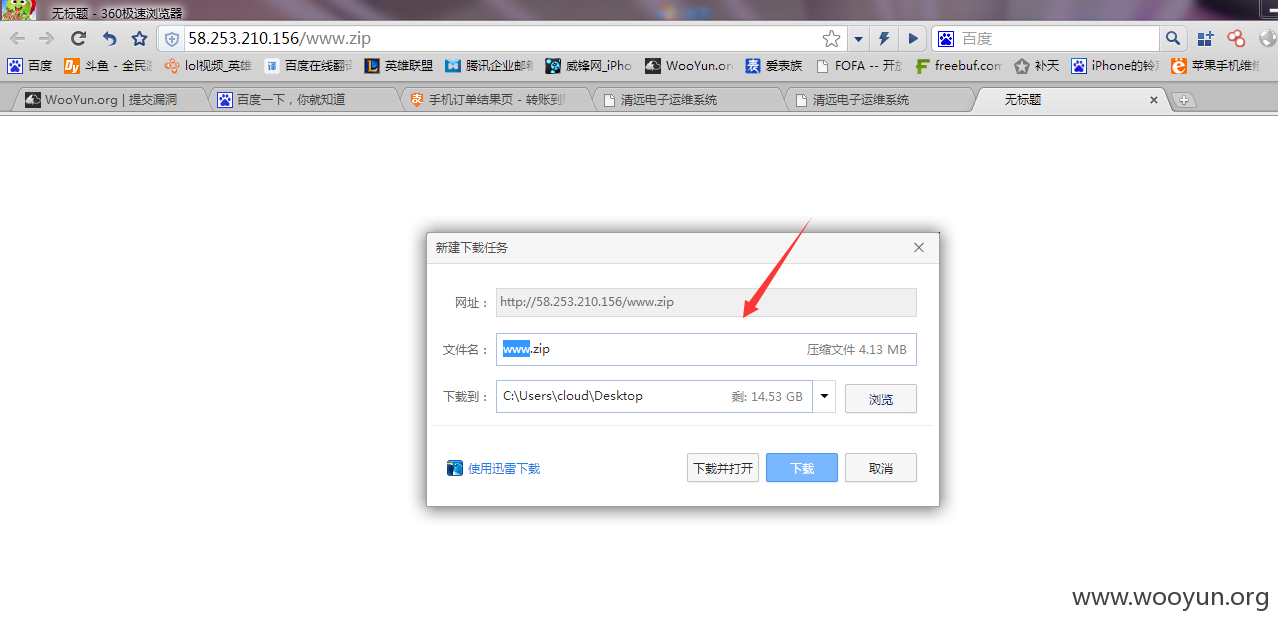 无标题 - 360极速浏览器
58.253.210.156/www.zip
百度
百度 斗鱼 - 全民 lol视频_英雄 百度在线翻 英雄联盟 腾讯企业邮 威锋网_iPho WooYun.or 爱表族 FOFA -- 开放 freebuf.com 补天 iPhone的铃 苹果手机维
WooYun.org | 提交漏洞 百度一下，你就知道 手机订单结果页 - 转账到 清远电子运维系统 清远电子运维系统 无标题
新建下载任务
网址： http://58.253.210.156/www.zip
文件名： www.zip 压缩文件 4.13 MB
下载到： C:\Users\cloud\Desktop 剩: 14.53 GB 浏览
使用迅雷下载 下载并打开 下载 取消
www.wooyun.org